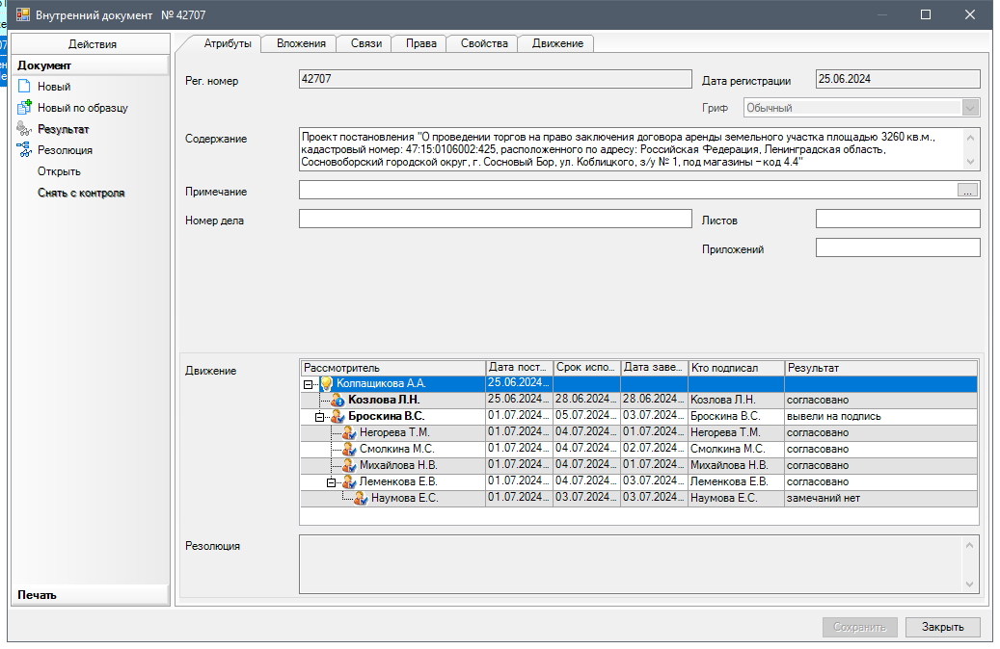 Внутренний документ № 42707
Действия
Документ
Новый
Новый по образцу
Результат
Резолюция
Открыть
Снять с контроля
Печать
Атрибуты Вложения Связи Права Свойства Движение
Рег. номер 42707 Дата регистрации 25.06.2024
Гриф Обычный
Содержание
Проект постановления "О проведении торгов на право заключения договора аренды земельного участка площадью 3260 кв.м.,
кадастровый номер: 47:15:0106002:425, расположенного по адресу: Российская Федерация, Ленинградская область,
Сосновоборский городской округ, г. Сосновый Бор, ул. Коблицкого, з/у № 1, под магазины – код 4.4"
Примечание ...
Номер дела Листов
Приложений
Движение
Рассмотритель Дата пост... Срок испо... Дата заве... Кто подписал Результат
Колпащикова А.А. 25.06.2024...
Козлова Л.Н. 25.06.2024... 28.06.2024... 28.06.2024... Козлова Л.Н. согласовано
Броскина В.С. 01.07.2024... 05.07.2024... 03.07.2024... Броскина В.С. вывели на подпись
Негорева Т.М. 01.07.2024... 04.07.2024... 01.07.2024... Негорева Т.М. согласовано
Смолкина М.С. 01.07.2024... 04.07.2024... 02.07.2024... Смолкина М.С. согласовано
Михайлова Н.В. 01.07.2024... 04.07.2024... 01.07.2024... Михайлова Н.В. согласовано
Леменкова Е.В. 01.07.2024... 04.07.2024... 03.07.2024... Леменкова Е.В. согласовано
Наумова Е.С. 01.07.2024... 03.07.2024... 03.07.2024... Наумова Е.С. замечаний нет
Резолюция
Сохранить Закрыть